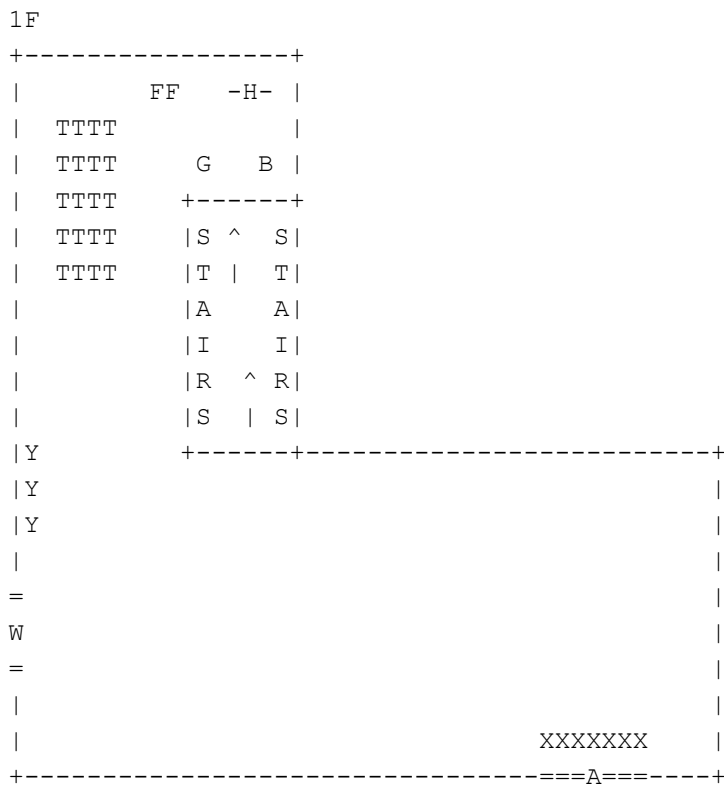 1F
+-----------------+
|        FF   -H- |
|  TTTT           |
|  TTTT     G   B |
|  TTTT    +------+
|  TTTT    |S ^  S|
|  TTTT    |T |  T|
|          |A    A|
|          |I    I|
|          |R  ^ R|
|          |S  | S|
|Y         +------+--------------------------+
|Y                                           |
|Y                                           |
|                                            |
=                                            |
W                                            |
=                                            |
|                                            |
|                                 XXXXXXX    |
+---------------------------------===A===----+